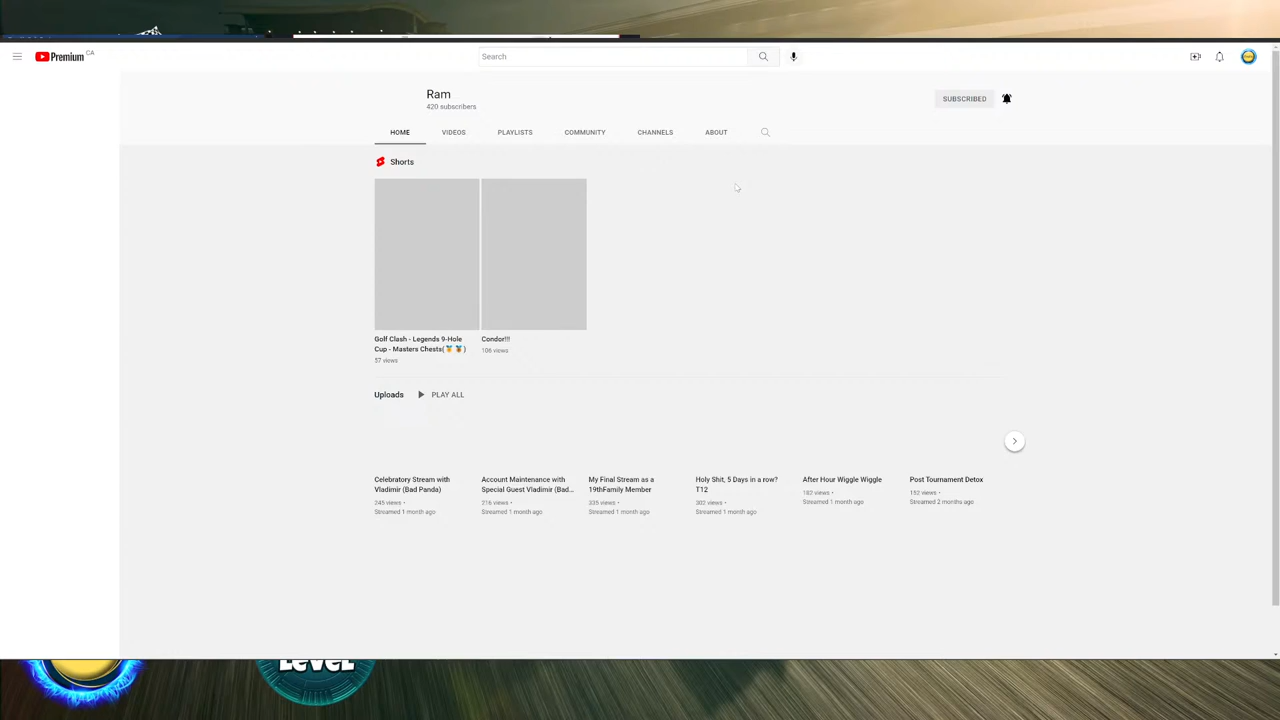 Premium CA
Search
Ram
420 subscribers
SUBSCRIBED
HOME VIDEOS PLAYLISTS COMMUNITY CHANNELS ABOUT
Shorts
Golf Clash - Legends 9-Hole
Cup - Masters Chests(🏅 🏅)
57 views
Condor!!!
106 views
Uploads PLAY ALL
Celebratory Stream with
Vladimir (Bad Panda)
245 views •
Streamed 1 month ago
Account Maintenance with
Special Guest Vladimir (Bad...
216 views •
Streamed 1 month ago
My Final Stream as a
19thFamily Member
335 views •
Streamed 1 month ago
Holy Shit, 5 Days in a row?
T12
302 views •
Streamed 1 month ago
After Hour Wiggle Wiggle
182 views •
Streamed 1 month ago
Post Tournament Detox
152 views •
Streamed 2 months ago
LEVEL